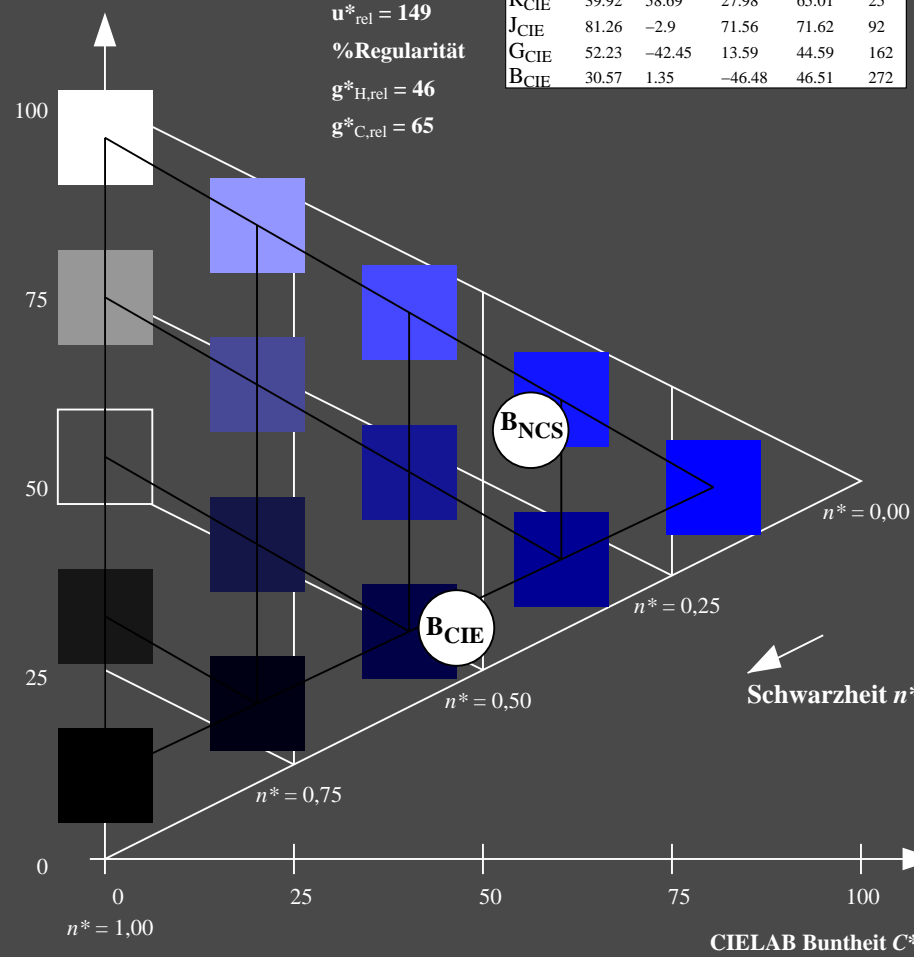 u*rel = 149
%Regularität
g*H,rel = 46
g*C,rel = 65
RCIE 39.92 58.69 27.98 65.01 25
JCIE 81.26 –2.9 71.56 71.62 92
GCIE 52.23 –42.45 13.59 44.59 162
BCIE 30.57 1.35 –46.48 46.51 272
100
75
50
25
0
BNCS
BCIE
n* = 0,00
n* = 0,25
n* = 0,50
n* = 0,75
n* = 1,00
Schwarzheit n*
0 25 50 75 100
CIELAB Buntheit C*